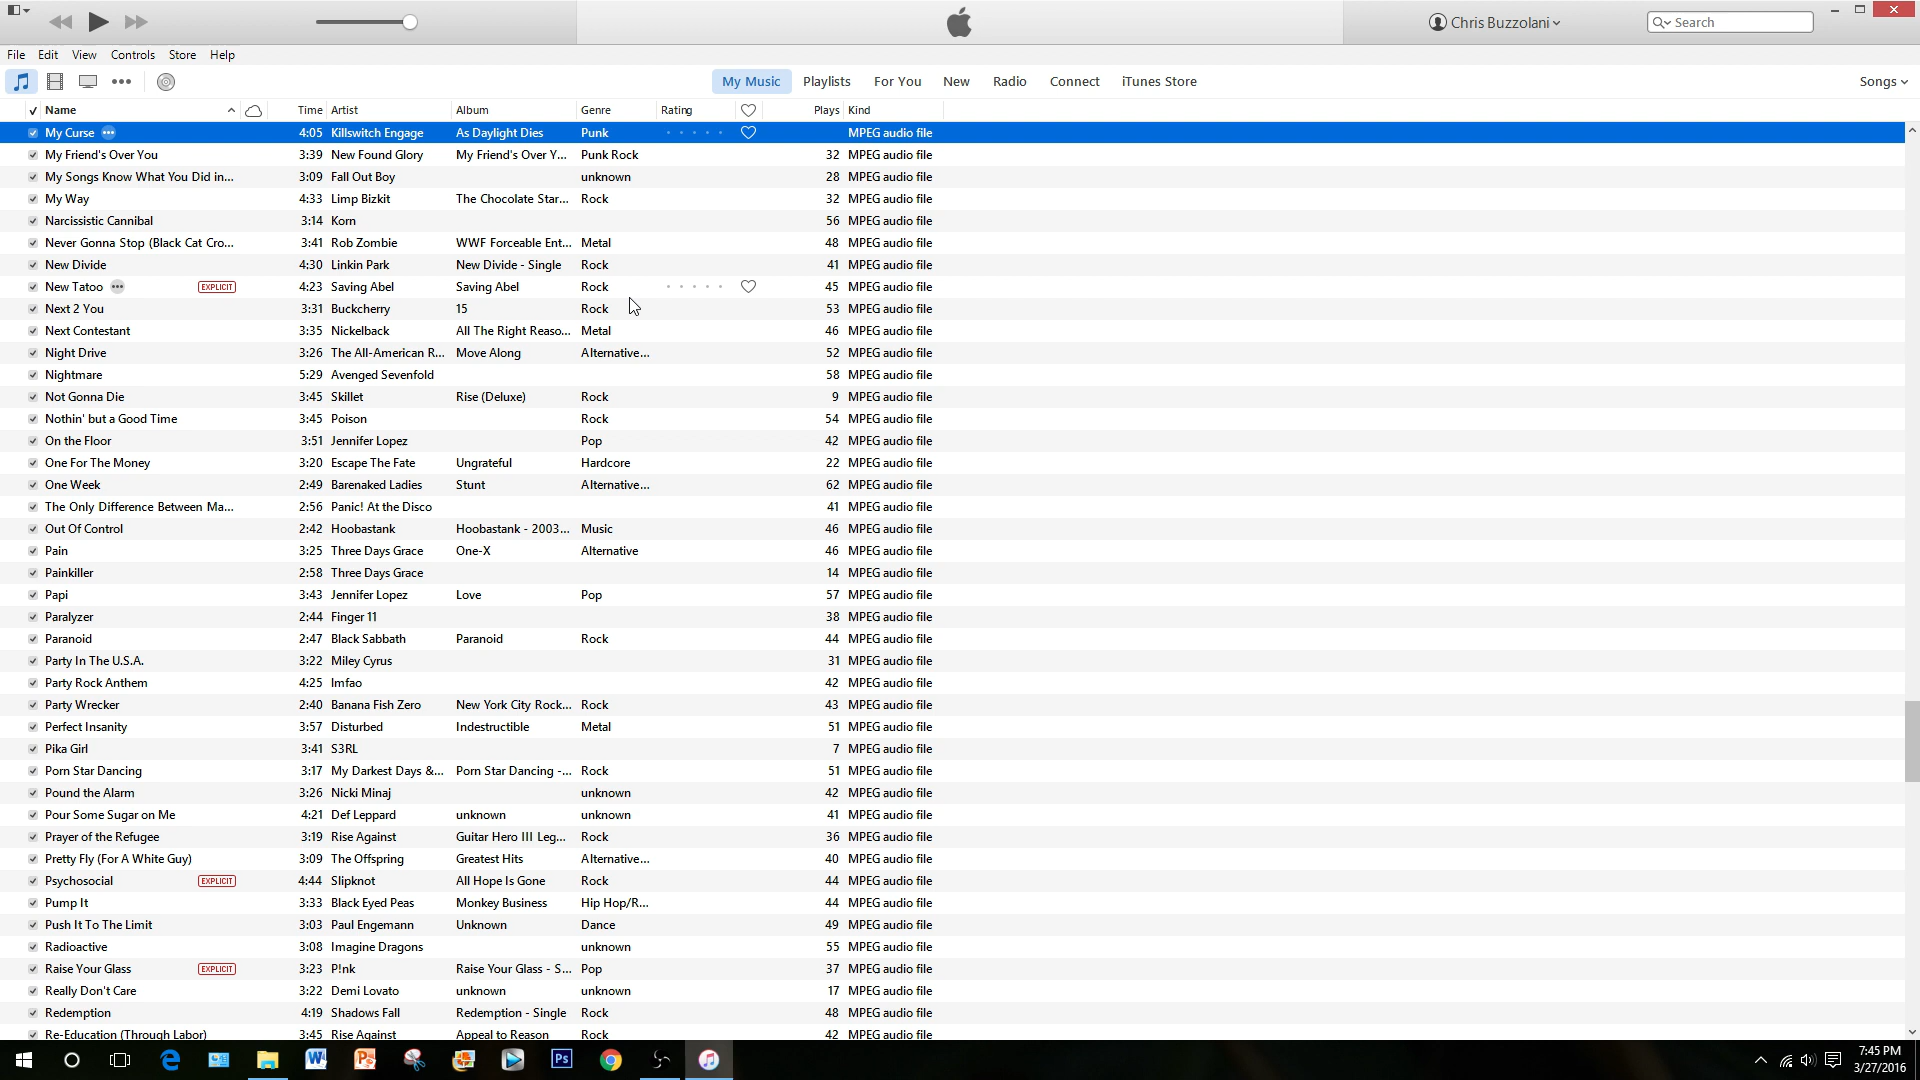 Chris Buzzolani
Search
File Edit View Controls Store Help
My Music Playlists For You New Radio Connect iTunes Store Songs
Name Time Artist Album Genre Rating Plays Kind
My Curse 4:05 Killswitch Engage As Daylight Dies Punk MPEG audio file
My Friend's Over You 3:39 New Found Glory My Friend's Over Y... Punk Rock 32 MPEG audio file
My Songs Know What You Did in... 3:09 Fall Out Boy unknown 28 MPEG audio file
My Way 4:33 Limp Bizkit The Chocolate Star... Rock 32 MPEG audio file
Narcissistic Cannibal 3:14 Korn 56 MPEG audio file
Never Gonna Stop (Black Cat Cro... 3:41 Rob Zombie WWF Forceable Ent... Metal 48 MPEG audio file
New Divide 4:30 Linkin Park New Divide - Single Rock 41 MPEG audio file
New Tatoo EXPLICIT 4:23 Saving Abel Saving Abel Rock 45 MPEG audio file
Next 2 You 3:31 Buckcherry 15 Rock 53 MPEG audio file
Next Contestant 3:35 Nickelback All The Right Reaso... Metal 46 MPEG audio file
Night Drive 3:26 The All-American R... Move Along Alternative... 52 MPEG audio file
Nightmare 5:29 Avenged Sevenfold 58 MPEG audio file
Not Gonna Die 3:45 Skillet Rise (Deluxe) Rock 9 MPEG audio file
Nothin' but a Good Time 3:45 Poison Rock 54 MPEG audio file
On the Floor 3:51 Jennifer Lopez Pop 42 MPEG audio file
One For The Money 3:20 Escape The Fate Ungrateful Hardcore 22 MPEG audio file
One Week 2:49 Barenaked Ladies Stunt Alternative... 62 MPEG audio file
The Only Difference Between Ma... 2:56 Panic! At the Disco 41 MPEG audio file
Out Of Control 2:42 Hoobastank Hoobastank - 2003... Music 46 MPEG audio file
Pain 3:25 Three Days Grace One-X Alternative 46 MPEG audio file
Painkiller 2:58 Three Days Grace 14 MPEG audio file
Papi 3:43 Jennifer Lopez Love Pop 57 MPEG audio file
Paralyzer 2:44 Finger 11 38 MPEG audio file
Paranoid 2:47 Black Sabbath Paranoid Rock 44 MPEG audio file
Party In The U.S.A. 3:22 Miley Cyrus 31 MPEG audio file
Party Rock Anthem 4:25 lmfao 42 MPEG audio file
Party Wrecker 2:40 Banana Fish Zero New York City Rock... Rock 43 MPEG audio file
Perfect Insanity 3:57 Disturbed Indestructible Metal 51 MPEG audio file
Pika Girl 3:41 S3RL 7 MPEG audio file
Porn Star Dancing 3:17 My Darkest Days &... Porn Star Dancing -... Rock 51 MPEG audio file
Pound the Alarm 3:26 Nicki Minaj unknown 42 MPEG audio file
Pour Some Sugar on Me 4:21 Def Leppard unknown unknown 41 MPEG audio file
Prayer of the Refugee 3:19 Rise Against Guitar Hero III Leg... Rock 36 MPEG audio file
Pretty Fly (For A White Guy) 3:09 The Offspring Greatest Hits Alternative... 40 MPEG audio file
Psychosocial EXPLICIT 4:44 Slipknot All Hope Is Gone Rock 44 MPEG audio file
Pump It 3:33 Black Eyed Peas Monkey Business Hip Hop/R... 44 MPEG audio file
Push It To The Limit 3:03 Paul Engemann Unknown Dance 49 MPEG audio file
Radioactive 3:08 Imagine Dragons unknown 55 MPEG audio file
Raise Your Glass EXPLICIT 3:23 P!nk Raise Your Glass - S... Pop 37 MPEG audio file
Really Don't Care 3:22 Demi Lovato unknown unknown 17 MPEG audio file
Redemption 4:19 Shadows Fall Redemption - Single Rock 48 MPEG audio file
Re-Education (Through Labor) 3:45 Rise Against Appeal to Reason Rock 42 MPEG audio file
Ps
7:45 PM
3/27/2016